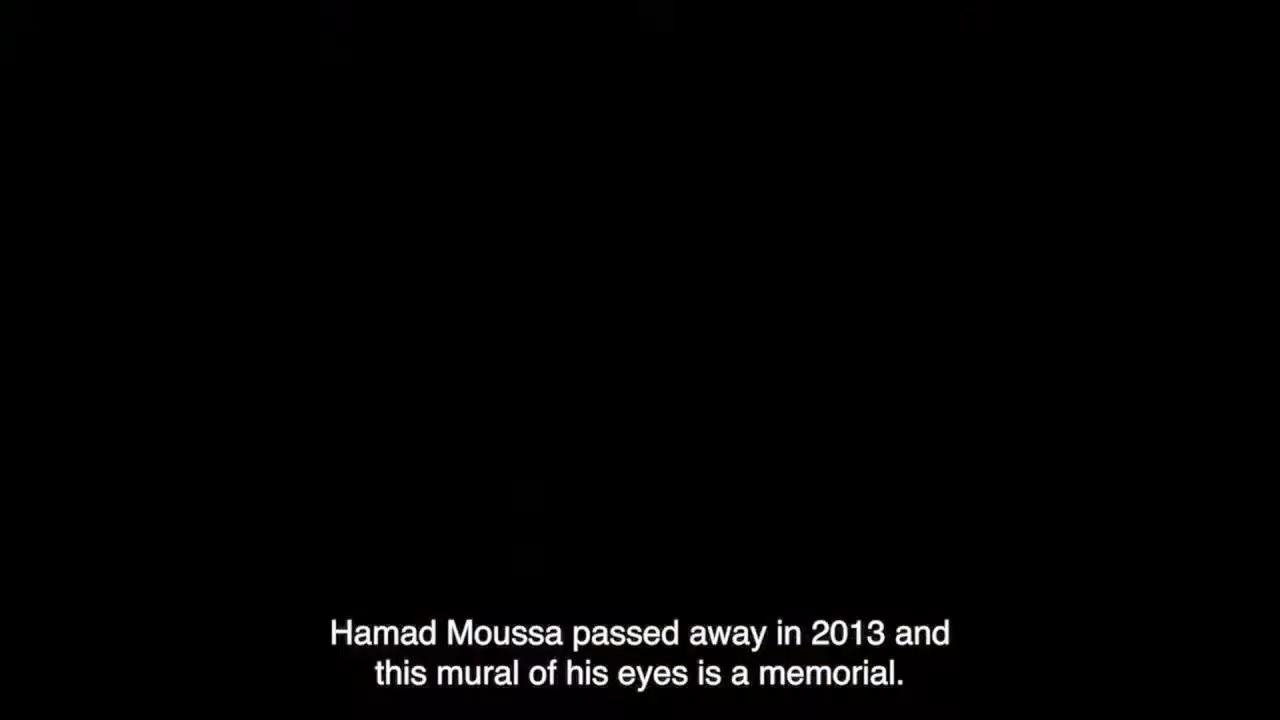 Hamad Moussa passed away in 2013 and
this mural of his eyes is a memorial.